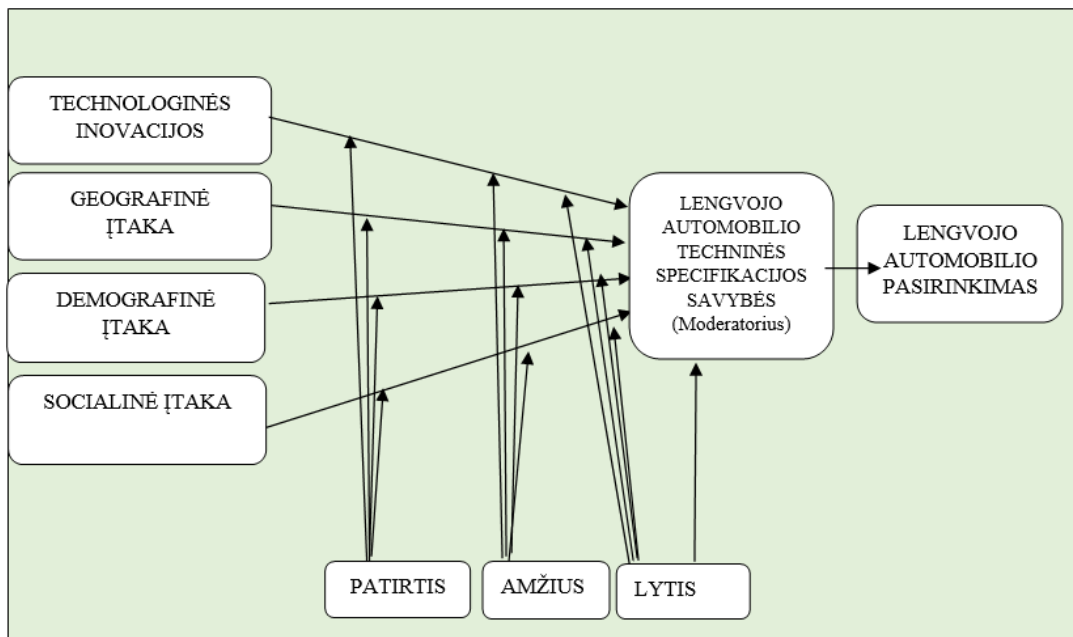 TECHNOLOGINĖS
INOVACIJOS
GEOGRAFINĖ
ĮTAKA
DEMOGRAFINĖ
ĮTAKA
SOCIALINĖ ĮTAKA
LENGVOJO
AUTOMOBILIO
TECHNINĖS
SPECIFIKACIJOS
SAVYBĖS
(Moderatorius)
LENGVOJO
AUTOMOBILIO
PASIRINKIMAS
PATIRTIS
AMŽIUS
LYTIS